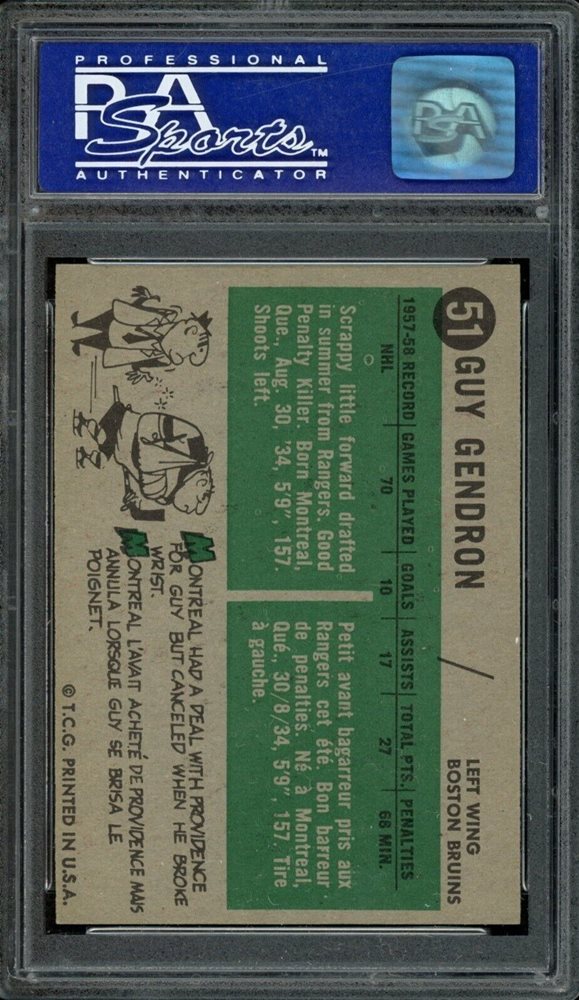 PROFESSIONAL
PSA
Sports™
AUTHENTICATOR
PSA
51 GUY GENDRON
LEFT WING
BOSTON BRUINS
1957-58 RECORD GAMES PLAYED GOALS ASSISTS TOTAL PTS. PENALTIES
NHL 70 10 17 27 68 MIN.
Scrappy little forward drafted
in summer from Rangers. Good
Penalty Killer. Born Montreal,
Que., Aug. 30, '34, 5'9", 157.
Shoots left.
Petit avant bagarreur pris aux
Rangers cet été. Bon barreur
de penalties. Né à Montreal,
Qué., 30/8/34, 5'9", 157. Tire
à gauche.
MONTREAL HAD A DEAL WITH PROVIDENCE
FOR GUY BUT CANCELED WHEN HE BROKE
WRIST.
MONTREAL L'AVAIT ACHETÉ DE PROVIDENCE MAIS
ANNULA LORSQUE GUY SE BRISA LE
POIGNET.
© T.C.G. PRINTED IN U.S.A.